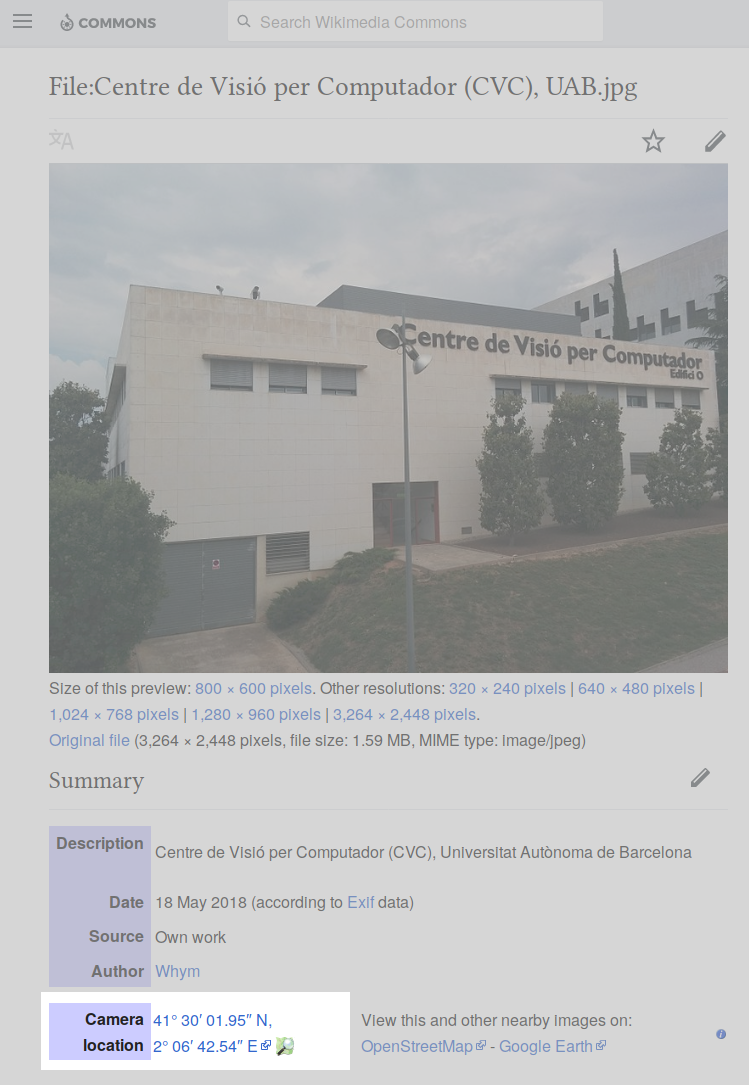 COMMONS
Search Wikimedia Commons
File:Centre de Visió per Computador (CVC), UAB.jpg
Centre de Visió per Computador
Edifici O
Size of this preview: 800 × 600 pixels. Other resolutions: 320 × 240 pixels | 640 × 480 pixels |
1,024 × 768 pixels | 1,280 × 960 pixels | 3,264 × 2,448 pixels.
Original file (3,264 × 2,448 pixels, file size: 1.59 MB, MIME type: image/jpeg)
Summary
Description Centre de Visió per Computador (CVC), Universitat Autònoma de Barcelona
Date 18 May 2018 (according to Exif data)
Source Own work
Author Whym
Camera location 41° 30′ 01.95″ N,
2° 06′ 42.54″ E
View this and other nearby images on:
OpenStreetMap - Google Earth